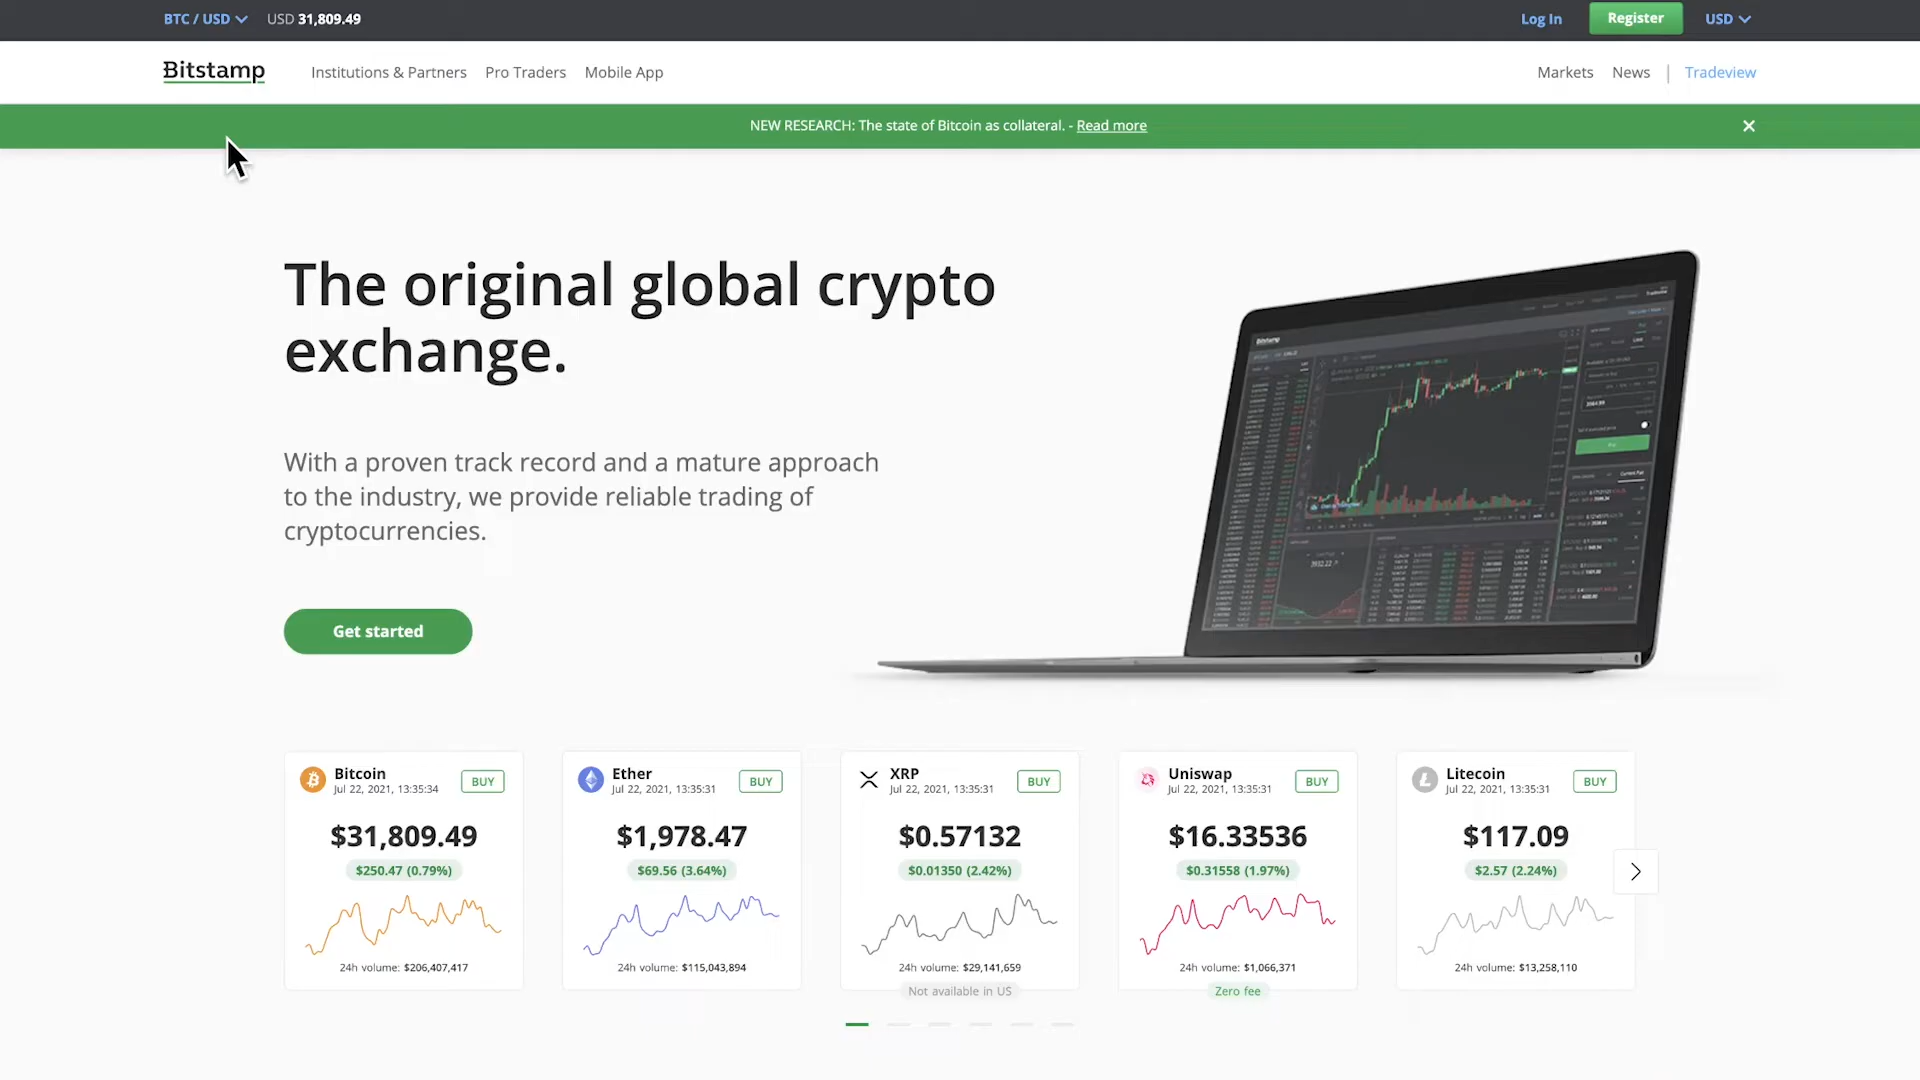 BTC / USD USD 31,809.49 Log In Register USD
Bitstamp Institutions & Partners Pro Traders Mobile App Markets News | Tradeview
NEW RESEARCH: The state of Bitcoin as collateral. - Read more
The original global crypto
exchange.
With a proven track record and a mature approach
to the industry, we provide reliable trading of
cryptocurrencies.
Get started
Bitstamp
Bitcoin
Jul 22, 2021, 13:35:34
BUY
$31,809.49
$250.47 (0.79%)
24h volume: $206,407,417
Ether
Jul 22, 2021, 13:35:31
BUY
$1,978.47
$69.56 (3.64%)
24h volume: $115,043,894
XRP
Jul 22, 2021, 13:35:31
BUY
$0.57132
$0.01350 (2.42%)
24h volume: $29,141,659
Not available in US
Uniswap
Jul 22, 2021, 13:35:31
BUY
$16.33536
$0.31558 (1.97%)
24h volume: $1,066,371
Zero fee
Litecoin
Jul 22, 2021, 13:35:31
BUY
$117.09
$2.57 (2.24%)
24h volume: $13,258,110